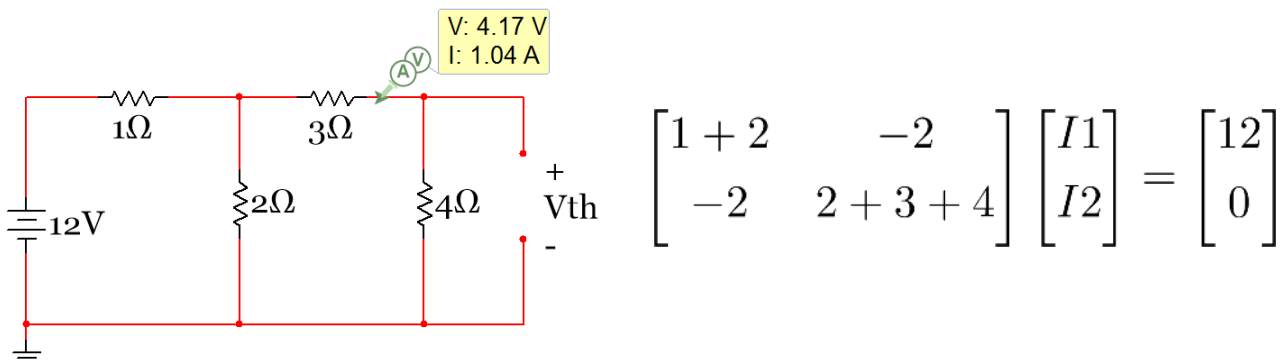 V: 4.17 V
I: 1.04 A
A V
1Ω
3Ω
2Ω
4Ω
12V
+
Vth
-
1 + 2 −2
−2 2 + 3 + 4
I1
I2
=
12
0